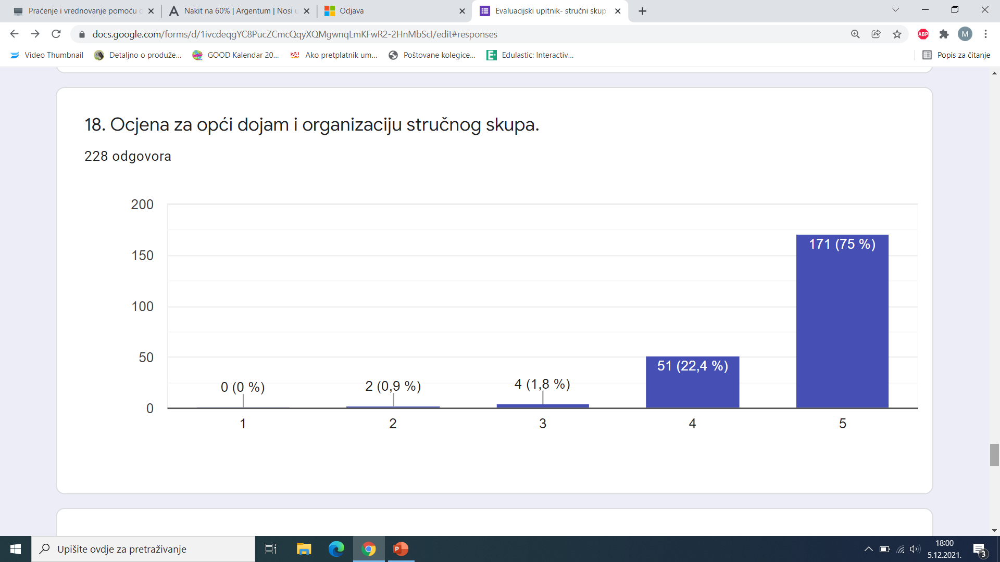 Praćenje i vrednovanje pomoću
Nakit na 60% | Argentum | Nosi
Odjava
Evaluacijski upitnik- stručni skup
docs.google.com/forms/d/1ivcdeqgYC8PucZCmcQqyXQMgwnqLmKFwR2-2HnMbScI/edit#responses
ABP
M
Video Thumbnail
Detaljno o produže...
GOOD Kalendar 20...
24
Ako pretplatnik um...
Poštovane kolegice...
E
Edulastic: Interactiv...
Popis za čitanje
18. Ocjena za opći dojam i organizaciju stručnog skupa.
228 odgovora
200
150
100
50
0
0 (0 %)
2 (0,9 %)
4 (1,8 %)
51 (22,4 %)
171 (75 %)
1
2
3
4
5
Upišite ovdje za pretraživanje
P
18:00
5.12.2021.
3